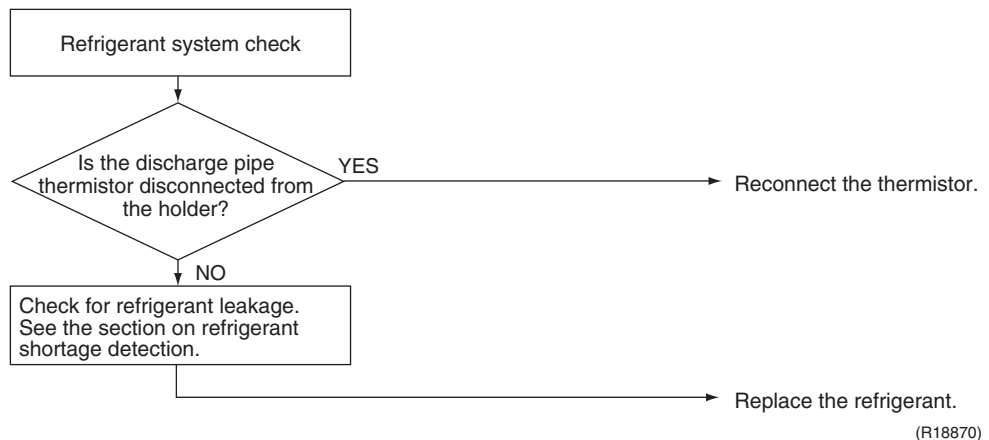 Refrigerant system check
Is the discharge pipe
thermistor disconnected from
the holder?
YES
Reconnect the thermistor.
NO
Check for refrigerant leakage.
See the section on refrigerant
shortage detection.
Replace the refrigerant.
(R18870)